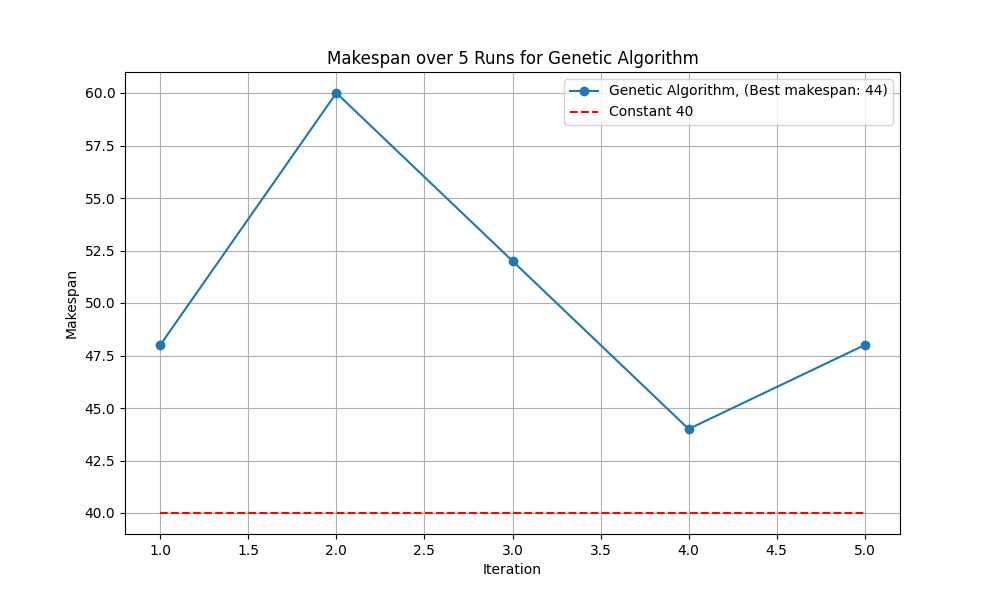 Makespan over 5 Runs for Genetic Algorithm
Genetic Algorithm, (Best makespan: 44)
Constant 40
Makespan
60.0
57.5
55.0
52.5
50.0
47.5
45.0
42.5
40.0
1.0 1.5 2.0 2.5 3.0 3.5 4.0 4.5 5.0
Iteration